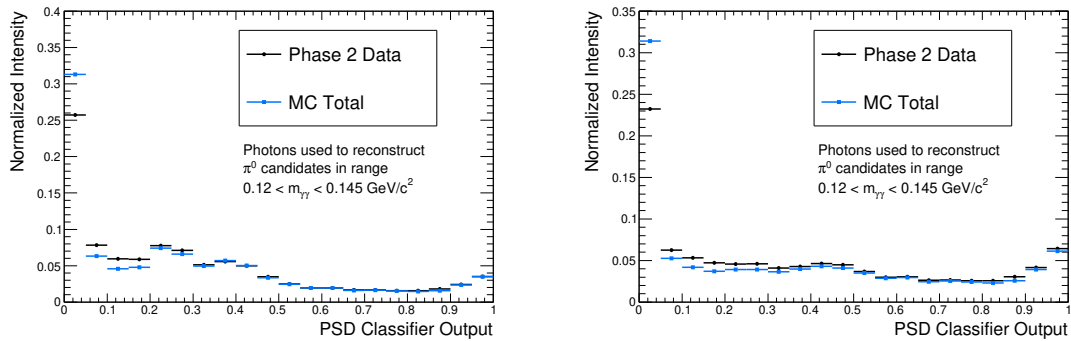 Normalized Intensity
0.4
0.35
0.3
0.25
0.2
0.15
0.1
0.05
0
Phase 2 Data
MC Total
Photons used to reconstruct
π⁰ candidates in range
0.12 < mγγ < 0.145 GeV/c²
0 0.1 0.2 0.3 0.4 0.5 0.6 0.7 0.8 0.9 1
PSD Classifier Output
Normalized Intensity
0.35
0.3
0.25
0.2
0.15
0.1
0.05
0
Phase 2 Data
MC Total
Photons used to reconstruct
π⁰ candidates in range
0.12 < mγγ < 0.145 GeV/c²
0 0.1 0.2 0.3 0.4 0.5 0.6 0.7 0.8 0.9 1
PSD Classifier Output